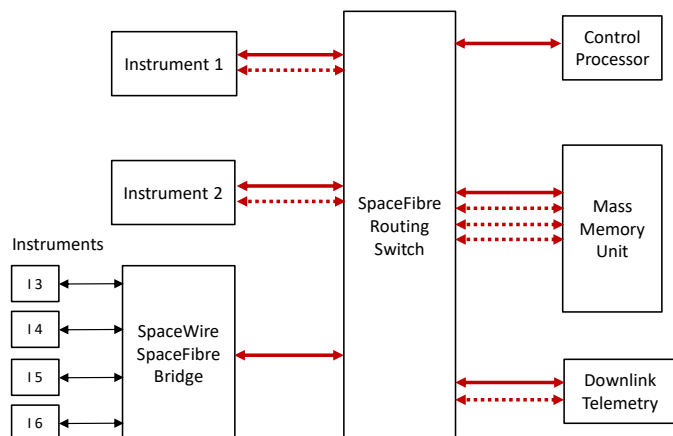 Instrument 1
Control
Processor
Instrument 2
SpaceFibre
Routing
Switch
Mass
Memory
Unit
Instruments
I 3
I 4
I 5
I 6
SpaceWire
SpaceFibre
Bridge
Downlink
Telemetry